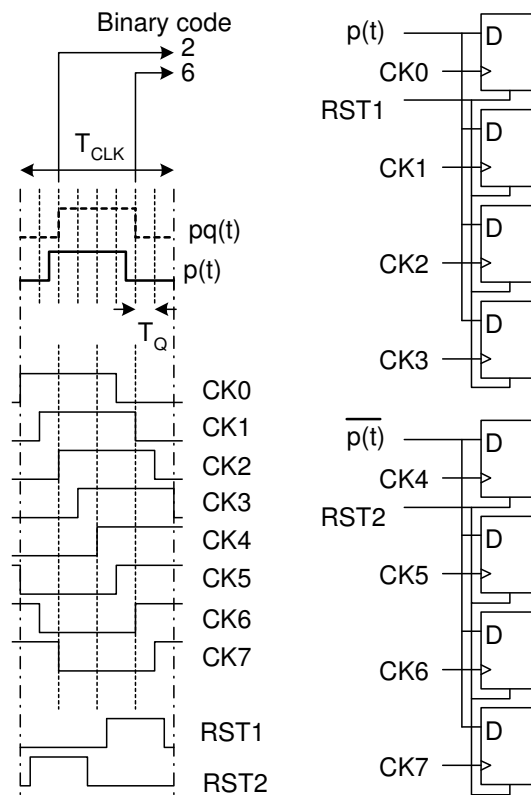 Binary code
2
6
T_CLK
pq(t)
p(t)
T_Q
CK0
CK1
CK2
CK3
CK4
CK5
CK6
CK7
RST1
RST2
p(t)
D
CK0
RST1
D
CK1
D
CK2
D
CK3
p̅(̅t̅)̅
D
CK4
RST2
D
CK5
D
CK6
D
CK7